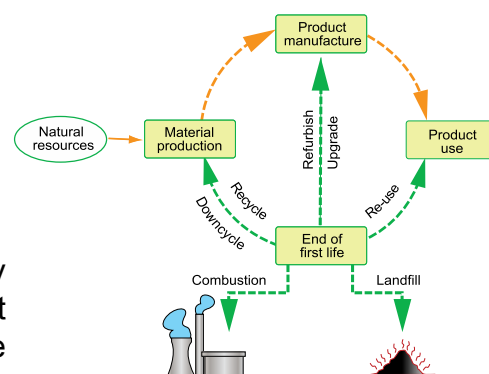 Product
manufacture
Natural
resources
Material
production
Refurbish
Upgrade
Product
use
Recycle
Downcycle
Re-use
End of
first life
Combustion
Landfill
y
t
e